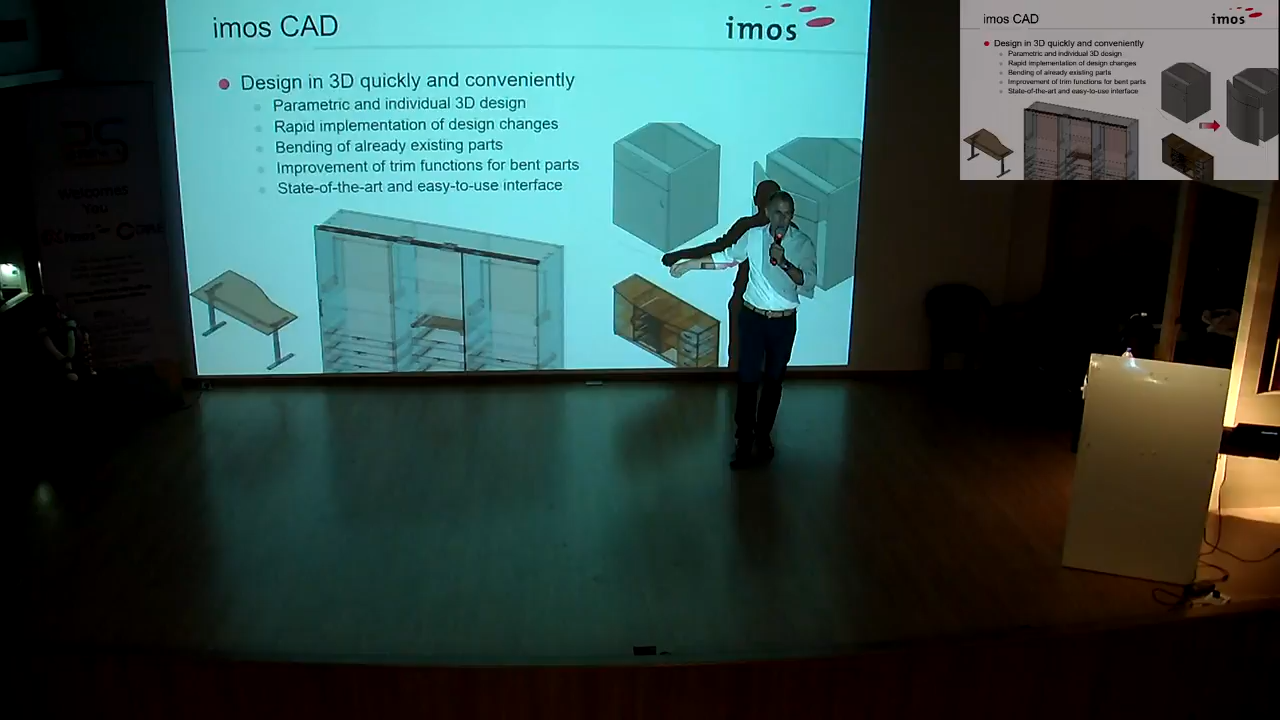 imos CAD
imos
Design in 3D quickly and conveniently
Parametric and individual 3D design
Rapid implementation of design changes
Bending of already existing parts
Improvement of trim functions for bent parts
State-of-the-art and easy-to-use interface
imos CAD
imos
Design in 3D quickly and conveniently
Parametric and individual 3D design
Rapid implementation of design changes
Bending of already existing parts
Improvement of trim functions for bent parts
State-of-the-art and easy-to-use interface
Welcomes
You